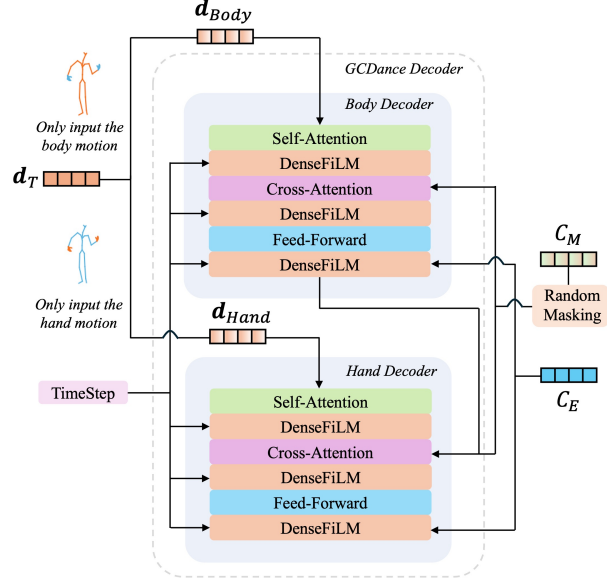 d_Body
GCDance Decoder
Body Decoder
Only input the
body motion
Self-Attention
DenseFiLM
d_T
Cross-Attention
DenseFiLM
Feed-Forward
DenseFiLM
C_M
Random
Masking
Only input the
hand motion
d_Hand
Hand Decoder
TimeStep
Self-Attention
DenseFiLM
Cross-Attention
DenseFiLM
Feed-Forward
DenseFiLM
C_E